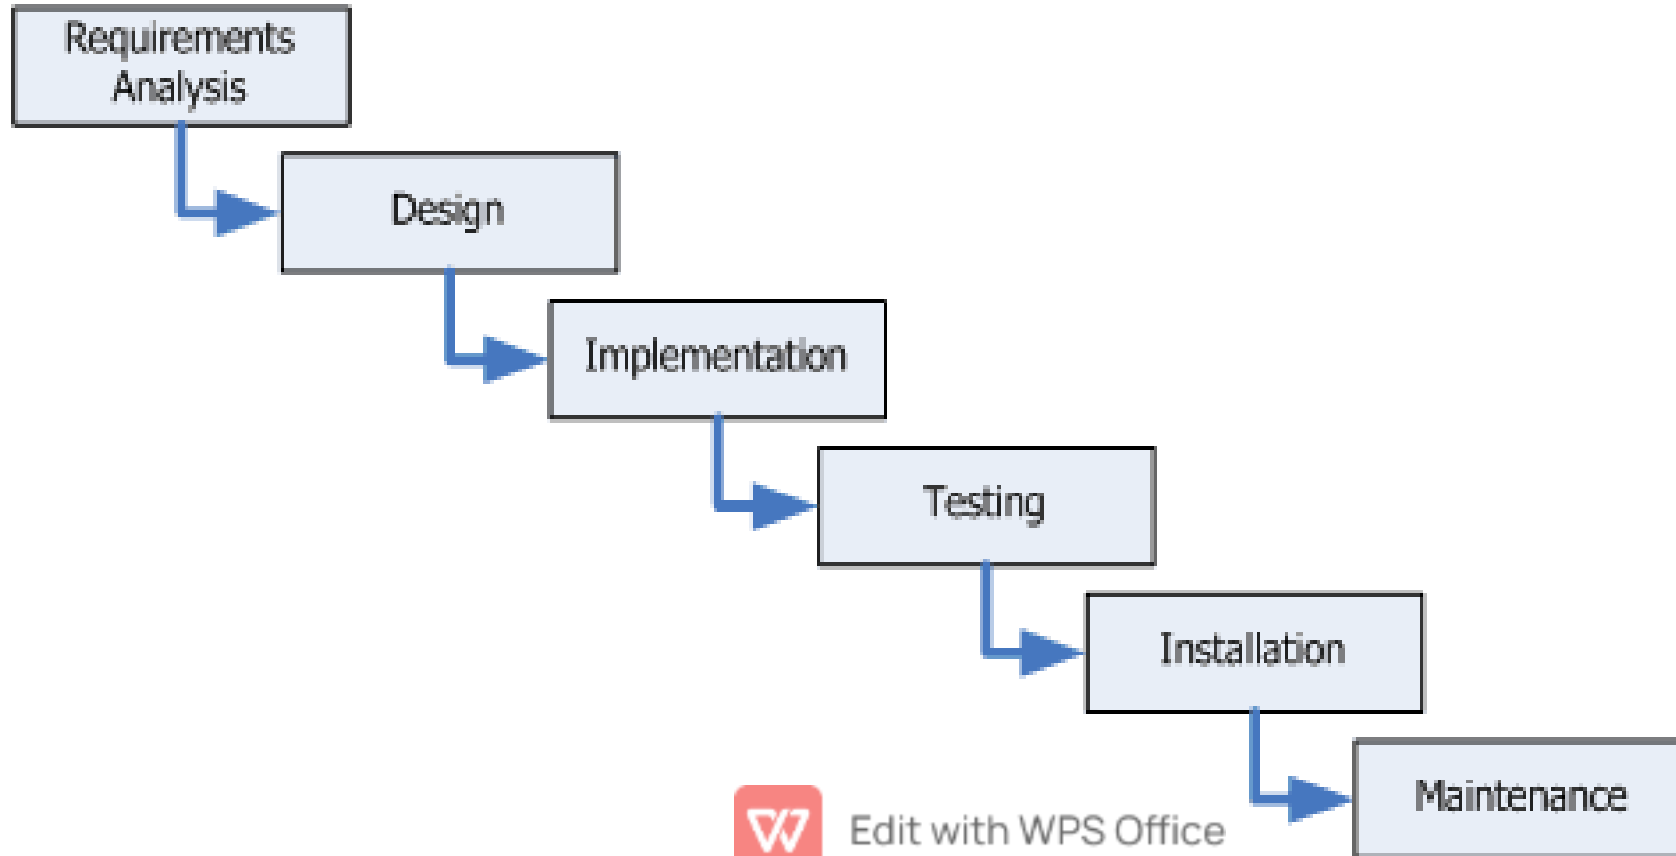 Requirements
Analysis
Design
Implementation
Testing
Installation
Maintenance
Edit with WPS Office